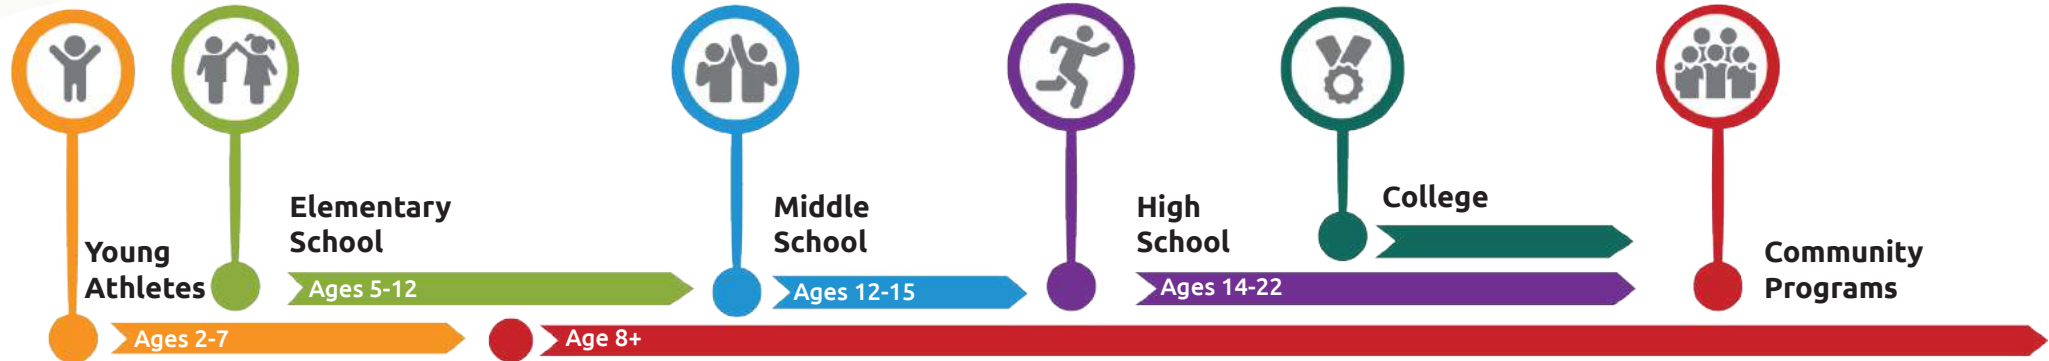 Young
Athletes
Ages 2-7
Elementary
School
Ages 5-12
Middle
School
Ages 12-15
High
School
Ages 14-22
College
Community
Programs
Age 8+